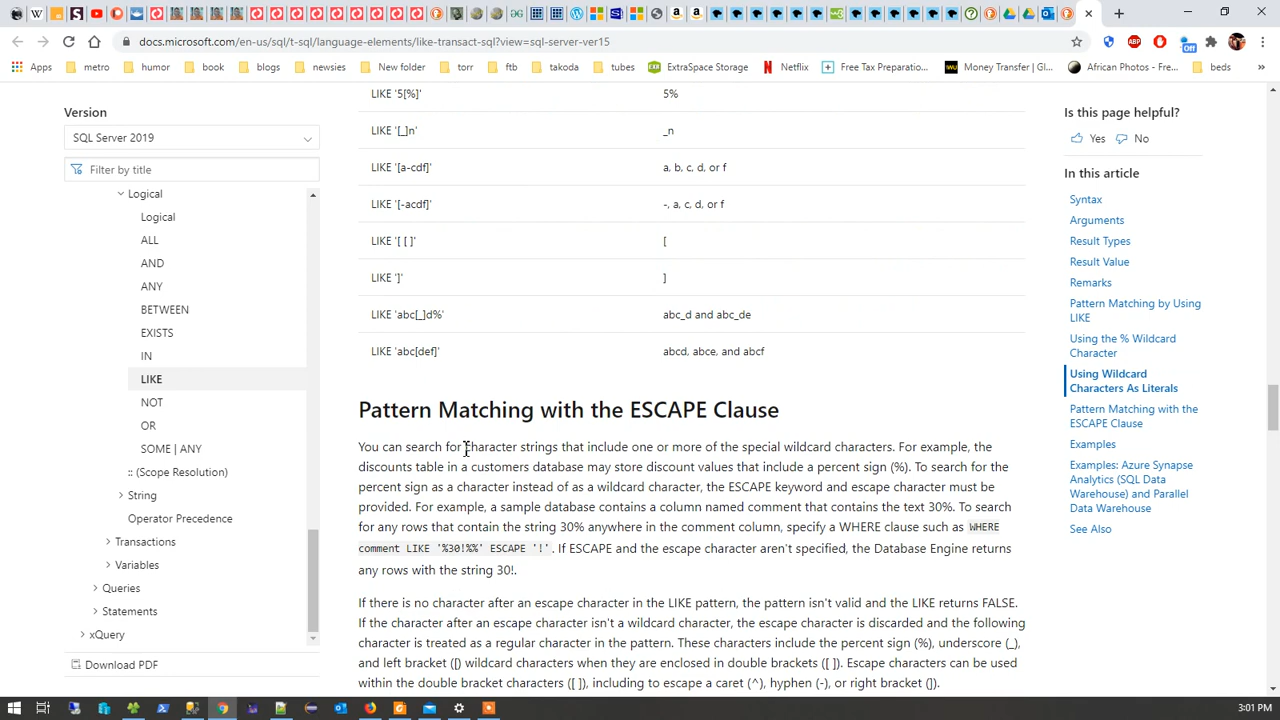 docs.microsoft.com/en-us/sql/t-sql/language-elements/like-transact-sql?view=sql-server-ver15
Off
Apps
metro
humor
book
blogs
newsies
New folder
torr
ftb
takoda
tubes
ExtraSpace Storage
Netflix
Free Tax Preparatio...
Money Transfer | Gl...
African Photos - Fre...
beds
»
Version
SQL Server 2019
Filter by title
Logical
Logical
ALL
AND
ANY
BETWEEN
EXISTS
IN
LIKE
NOT
OR
SOME | ANY
:: (Scope Resolution)
String
Operator Precedence
Transactions
Variables
Queries
Statements
xQuery
Download PDF
LIKE '5[%]' 5%
LIKE '[_]n' _n
LIKE '[a-cdf]' a, b, c, d, or f
LIKE '[-acdf]' -, a, c, d, or f
LIKE '[ [ ]' [
LIKE ']' ]
LIKE 'abc[_]d%' abc_d and abc_de
LIKE 'abc[def]' abcd, abce, and abcf
Pattern Matching with the ESCAPE Clause
You can search for character strings that include one or more of the special wildcard characters. For example, the
discounts table in a customers database may store discount values that include a percent sign (%). To search for the
percent sign as a character instead of as a wildcard character, the ESCAPE keyword and escape character must be
provided. For example, a sample database contains a column named comment that contains the text 30%. To search
for any rows that contain the string 30% anywhere in the comment column, specify a WHERE clause such as WHERE
comment LIKE '%30!%%' ESCAPE '!'. If ESCAPE and the escape character aren't specified, the Database Engine returns
any rows with the string 30!.
If there is no character after an escape character in the LIKE pattern, the pattern isn't valid and the LIKE returns FALSE.
If the character after an escape character isn't a wildcard character, the escape character is discarded and the following
character is treated as a regular character in the pattern. These characters include the percent sign (%), underscore (_),
and left bracket ([) wildcard characters when they are enclosed in double brackets ([ ]). Escape characters can be used
within the double bracket characters ([ ]), including to escape a caret (^), hyphen (-), or right bracket (]).
Is this page helpful?
Yes No
In this article
Syntax
Arguments
Result Types
Result Value
Remarks
Pattern Matching by Using
LIKE
Using the % Wildcard
Character
Using Wildcard
Characters As Literals
Pattern Matching with the
ESCAPE Clause
Examples
Examples: Azure Synapse
Analytics (SQL Data
Warehouse) and Parallel
Data Warehouse
See Also
3:01 PM